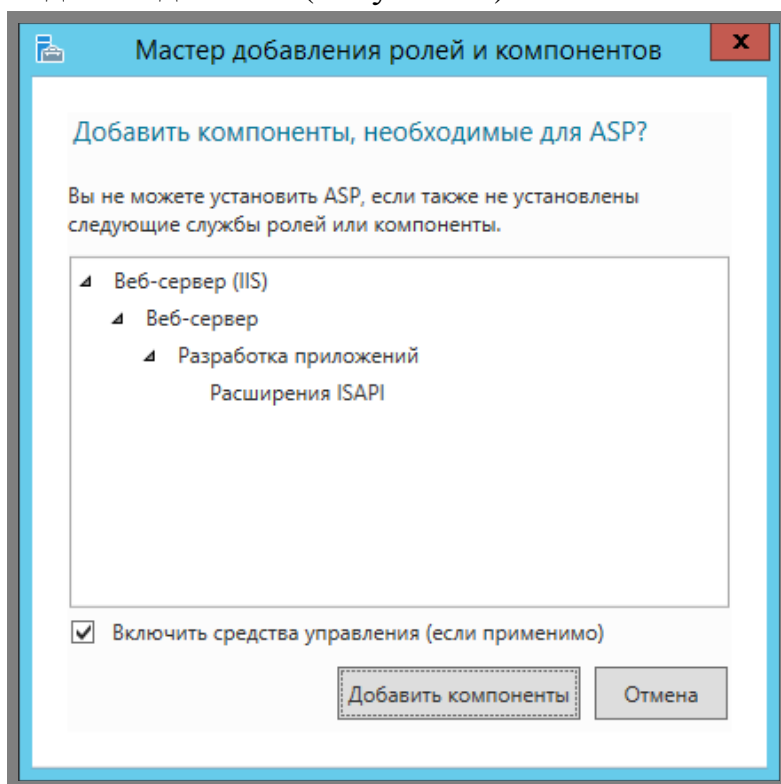 Мастер добавления ролей и компонентов
x
Добавить компоненты, необходимые для ASP?
Вы не можете установить ASP, если также не установлены
следующие службы ролей или компоненты.
Веб-сервер (IIS)
Веб-сервер
Разработка приложений
Расширения ISAPI
Включить средства управления (если применимо)
Добавить компоненты
Отмена